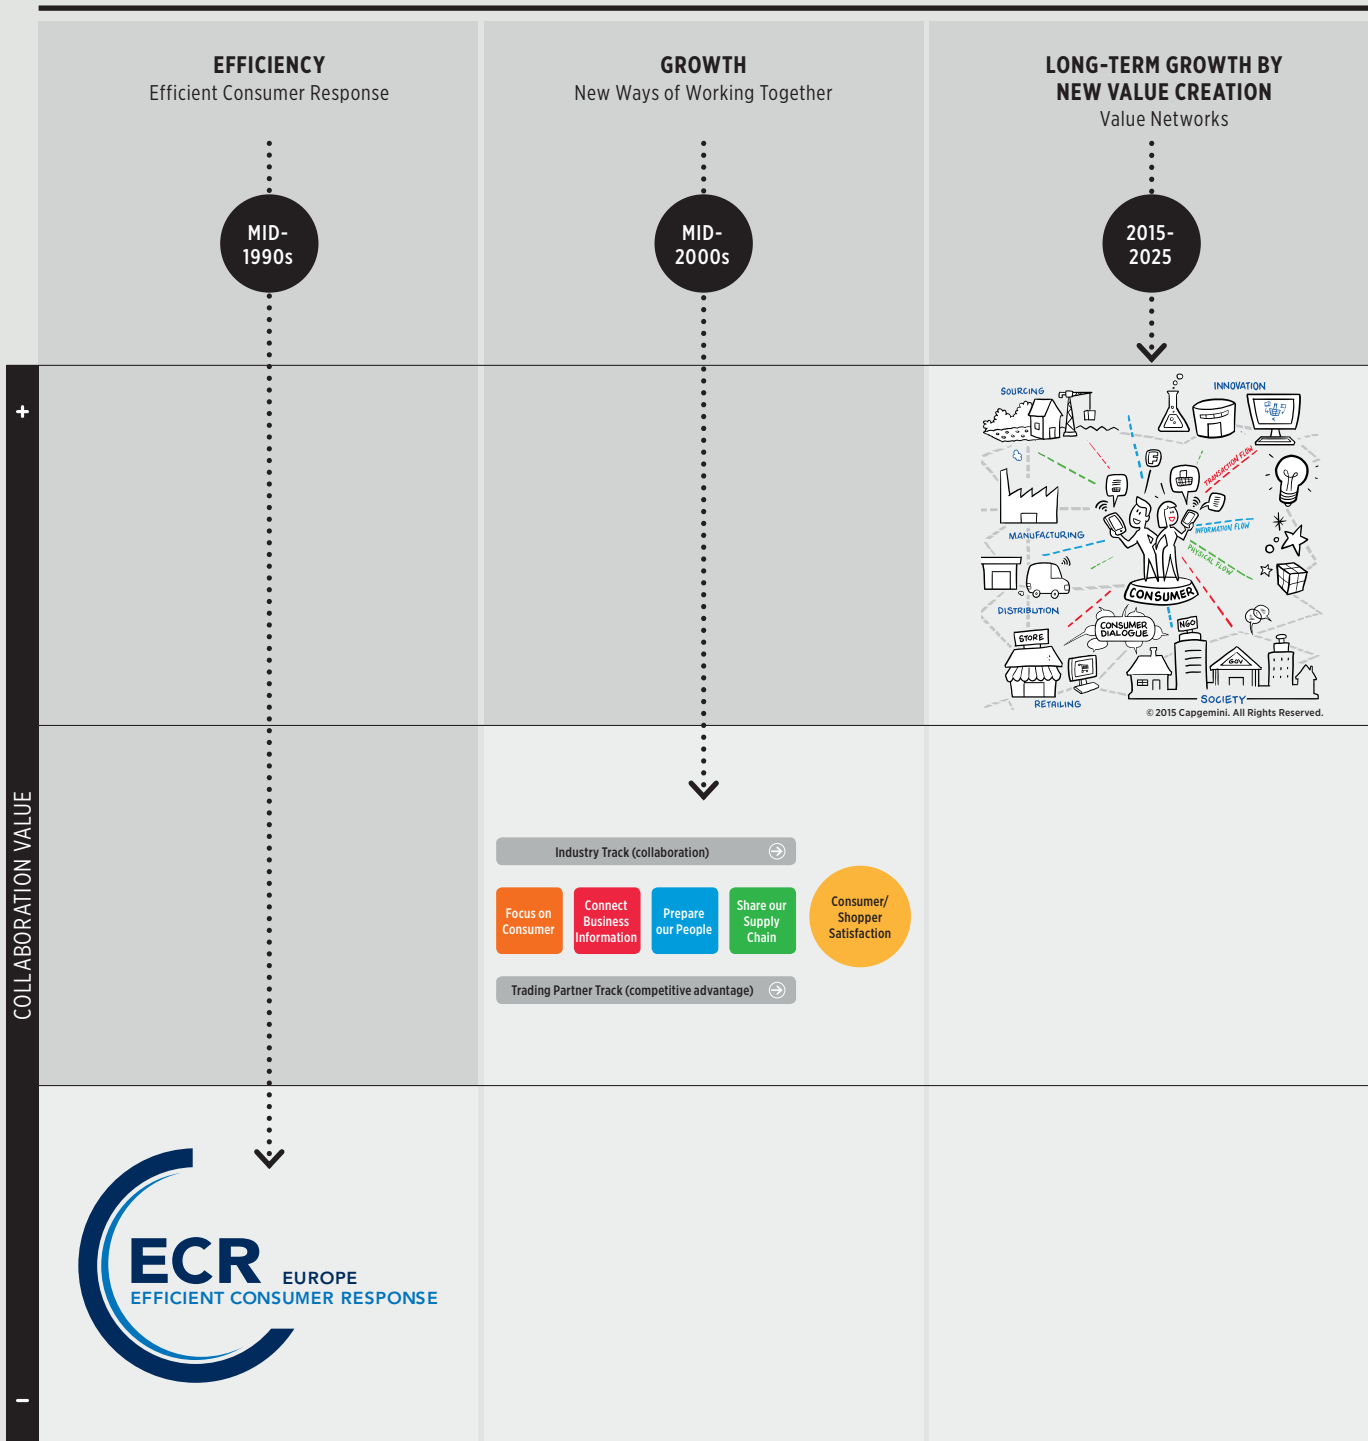 EFFICIENCY
Efficient Consumer Response
MID-
1990s
GROWTH
New Ways of Working Together
MID-
2000s
LONG-TERM GROWTH BY
NEW VALUE CREATION
Value Networks
2015-
2025
+
COLLABORATION VALUE
–
SOURCING
INNOVATION
F
TRANSACTION FLOW
INFORMATION FLOW
PHYSICAL FLOW
MANUFACTURING
CONSUMER
DISTRIBUTION
CONSUMER
DIALOGUE
NGO
STORE
GOV
RETAILING
SOCIETY
© 2015 Capgemini. All Rights Reserved.
Industry Track (collaboration)
Focus on
Consumer
Connect
Business
Information
Prepare
our People
Share our
Supply
Chain
Consumer/
Shopper
Satisfaction
Trading Partner Track (competitive advantage)
ECR EUROPE
EFFICIENT CONSUMER RESPONSE